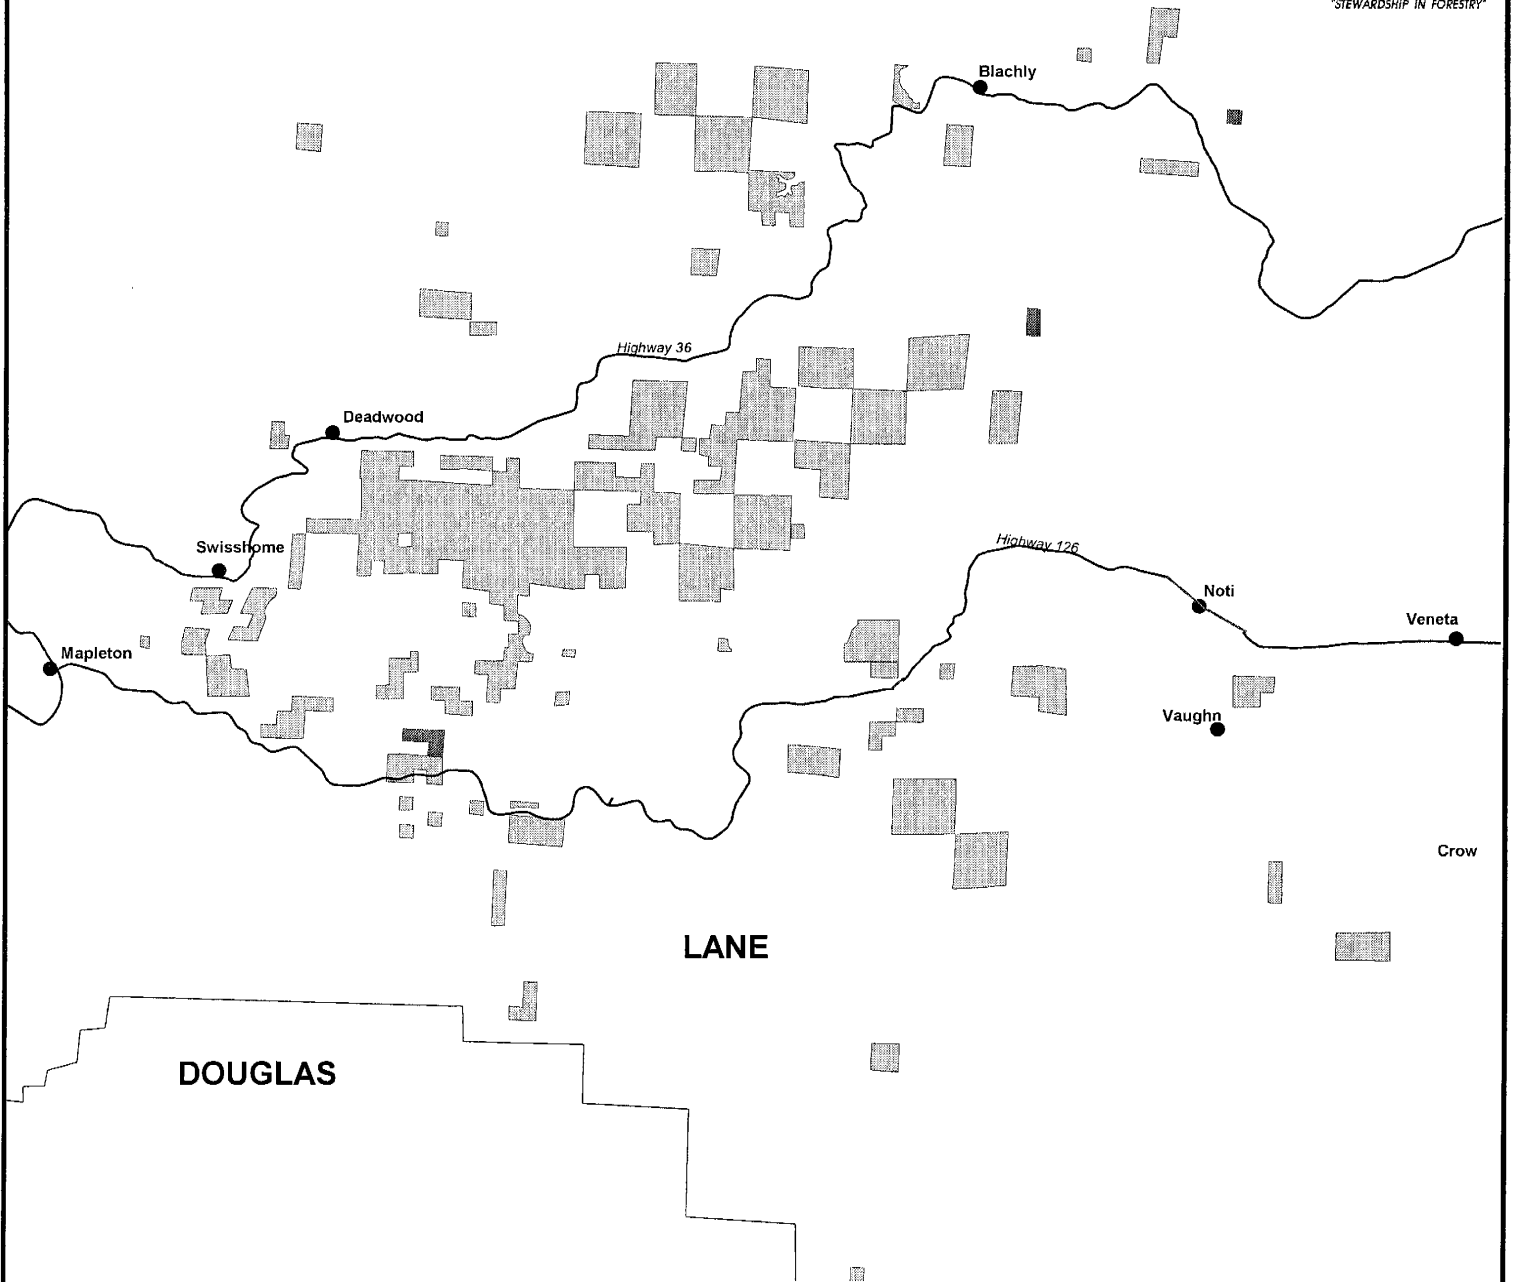 "STEWARDSHIP IN FORESTRY"
Blachly
Highway 36
Deadwood
Swisshome
Highway 126
Noti
Veneta
Mapleton
Vaughn
Crow
LANE
DOUGLAS